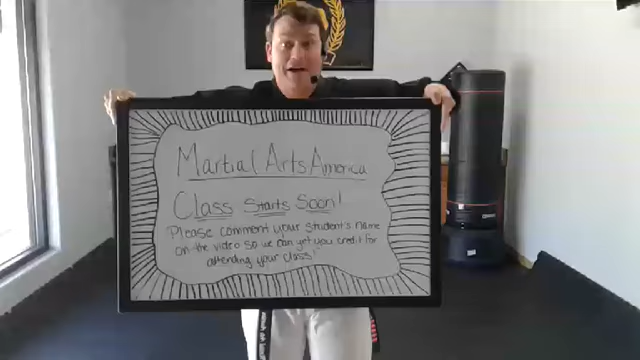 Martial Arts America
Class Starts Soon!
Please comment your student's name
on the video so we can get you credit for
attending your class!